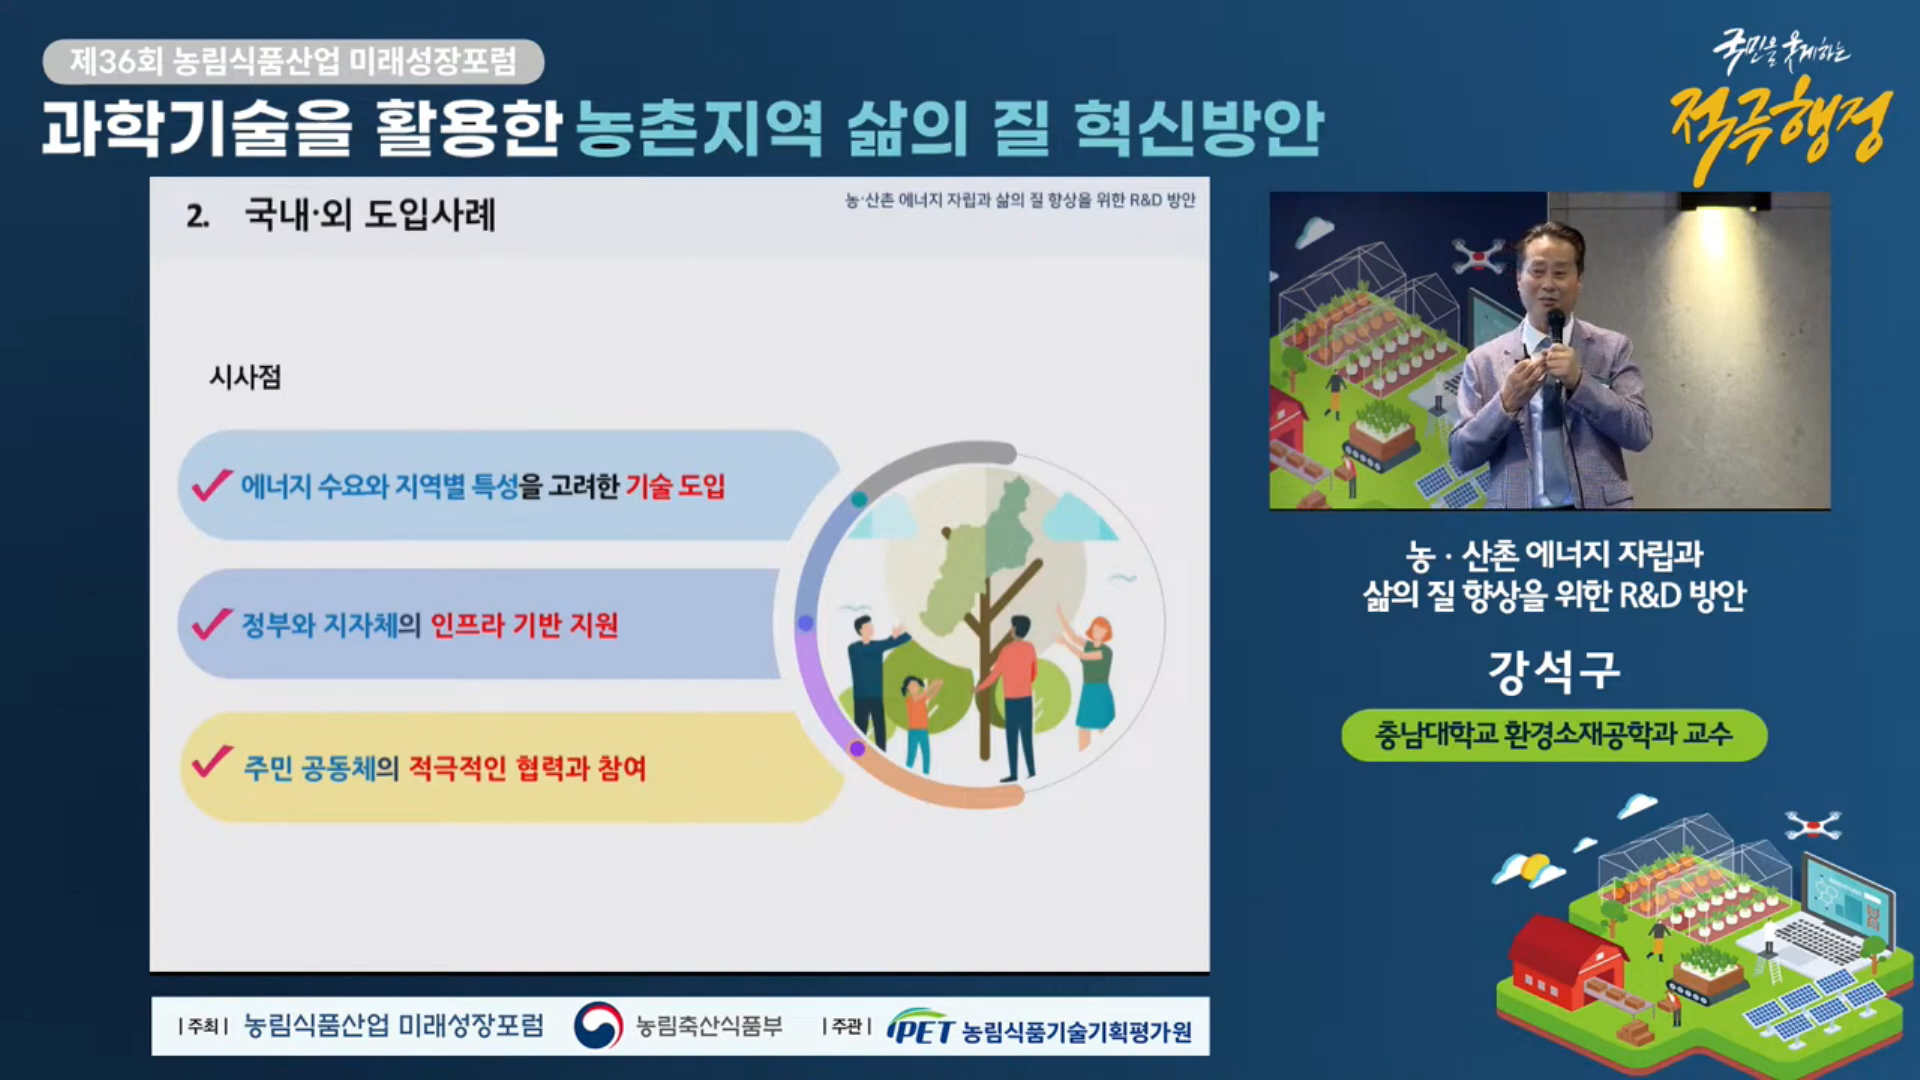 제36회 농림식품산업 미래성장포럼
과학기술을 활용한 농촌지역 삶의 질 혁신방안
국민을 웃게하는
적극행정
2. 국내·외 도입사례
농·산촌 에너지 자립과 삶의 질 향상을 위한 R&D 방안
시사점
에너지 수요와 지역별 특성을 고려한 기술 도입
정부와 지자체의 인프라 기반 지원
주민 공동체의 적극적인 협력과 참여
농·산촌 에너지 자립과
삶의 질 향상을 위한 R&D 방안
강석구
충남대학교 환경소재공학과 교수
|주최| 농림식품산업 미래성장포럼 농림축산식품부 |주관| iPET 농림식품기술기획평가원